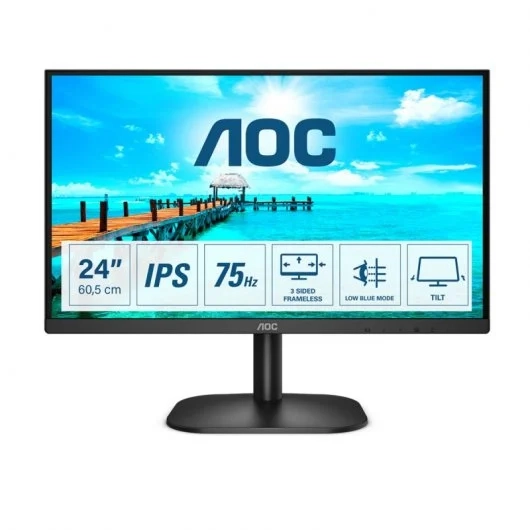 AOC
24"
60,5 cm
IPS
75Hz
3 SIDED
FRAMELESS
LOW BLUE MODE
TILT
AOC